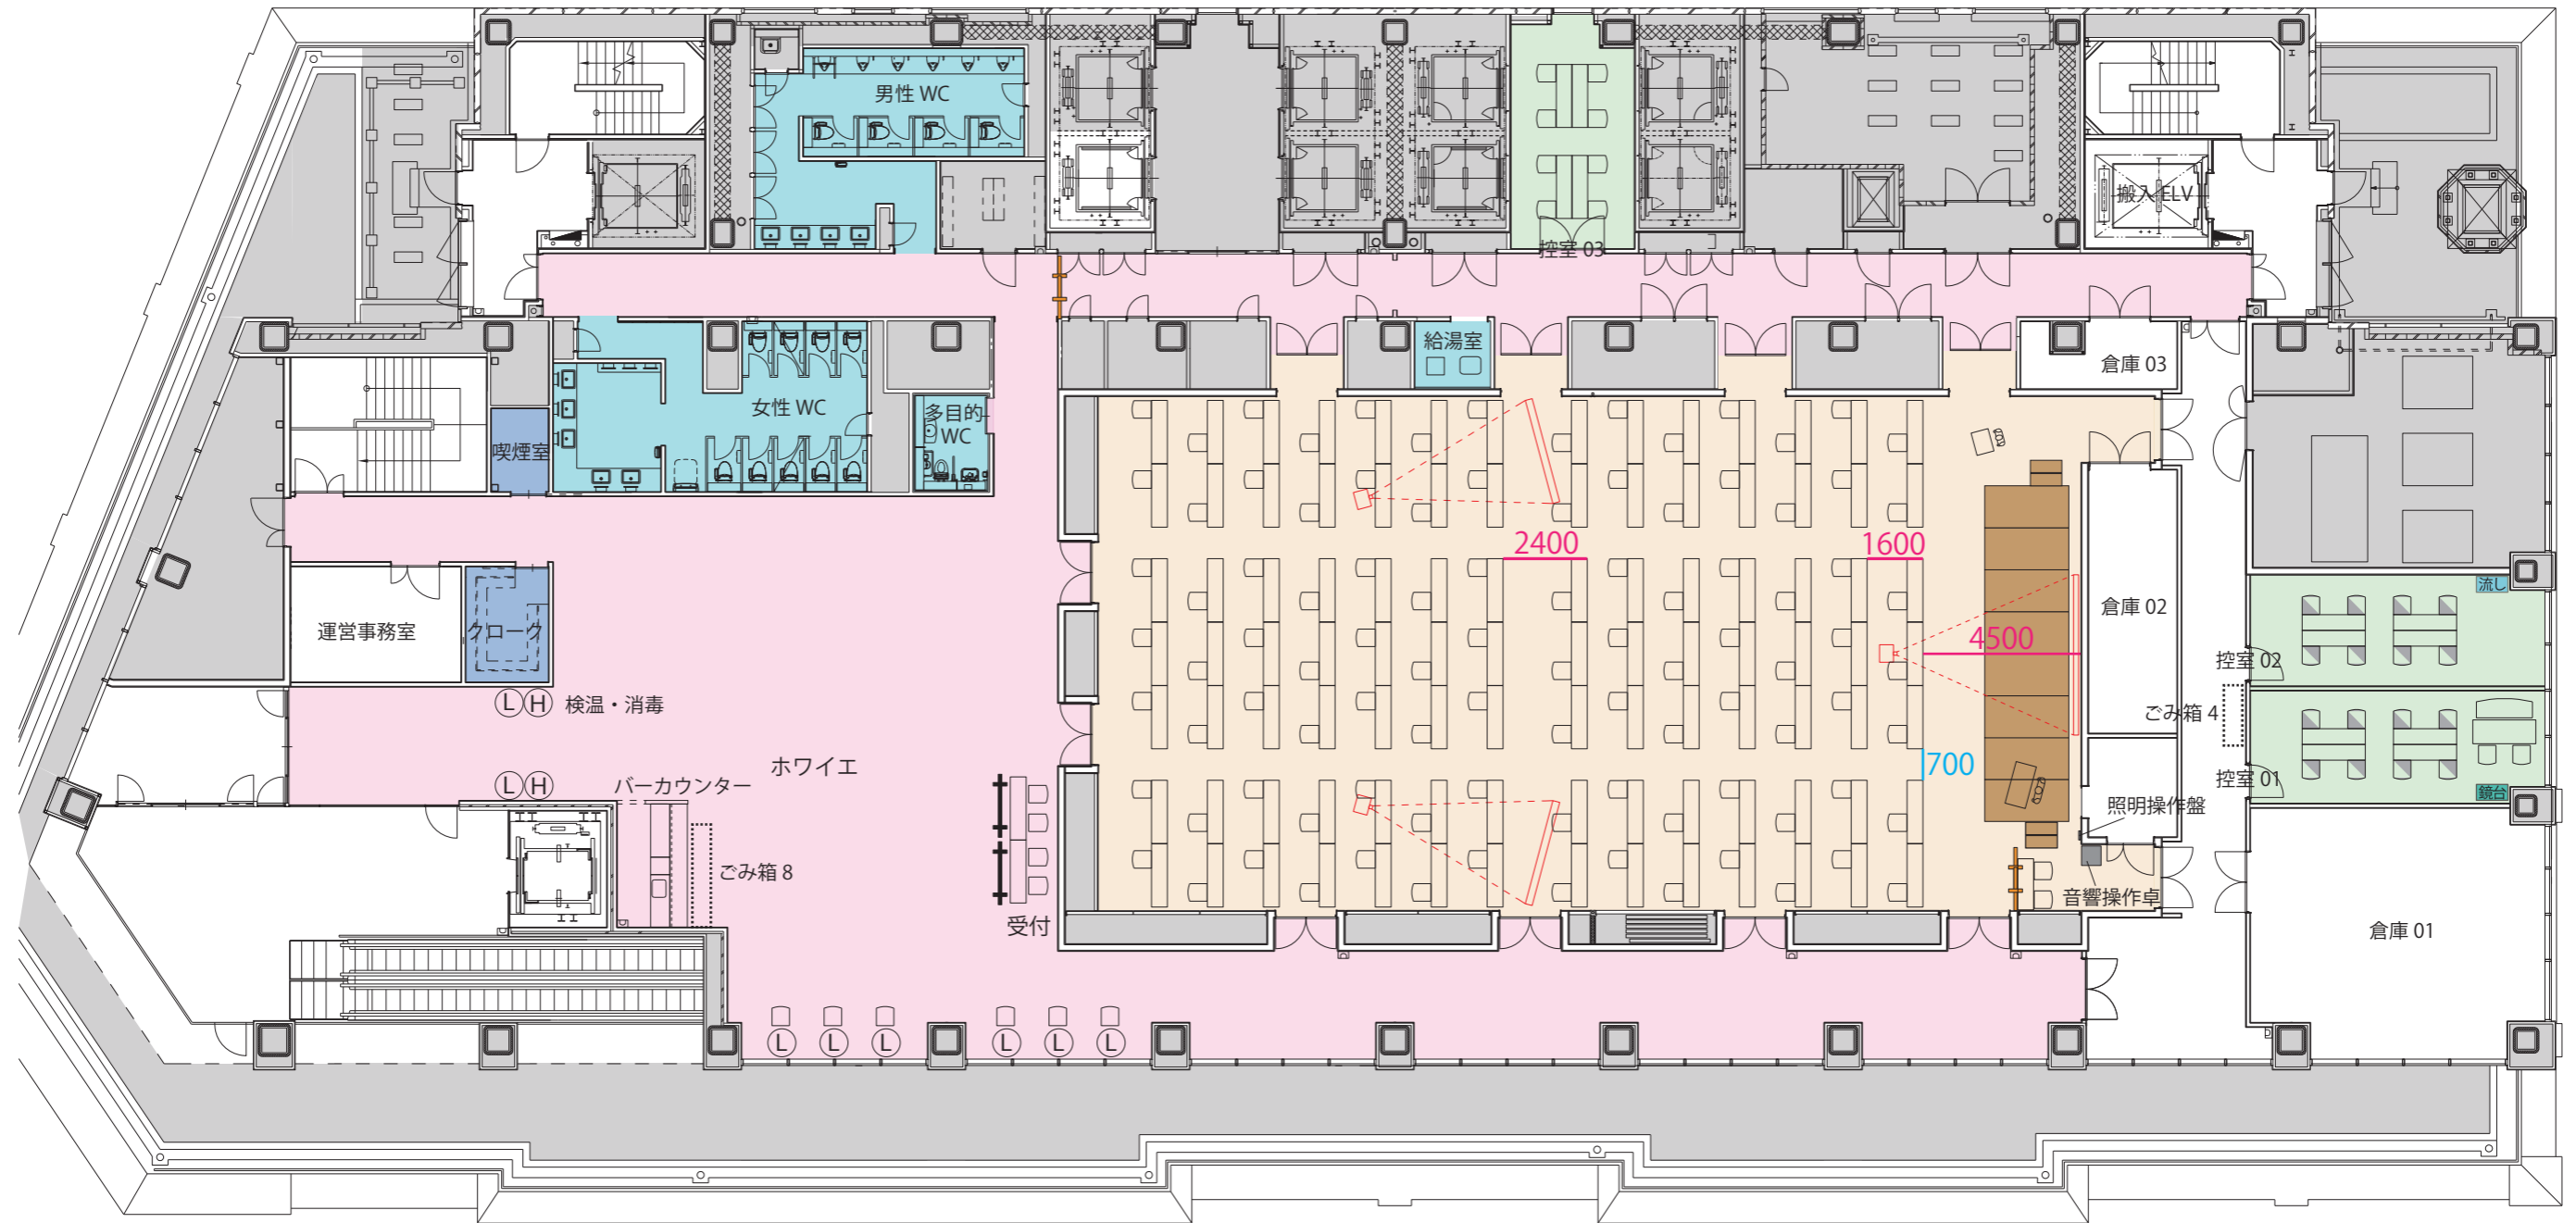 男性 WC
搬入 ELV
控室 03
給湯室
倉庫 03
女性 WC
多目的
WC
喫煙室
2400
1600
流し
運営事務室
クローク
倉庫 02
4500
控室 02
L H 検温・消毒
ごみ箱 4
ホワイエ
700
L H
バーカウンター
控室 01
鏡台
照明操作盤
ごみ箱 8
音響操作卓
受付
倉庫 01
L L L L L L